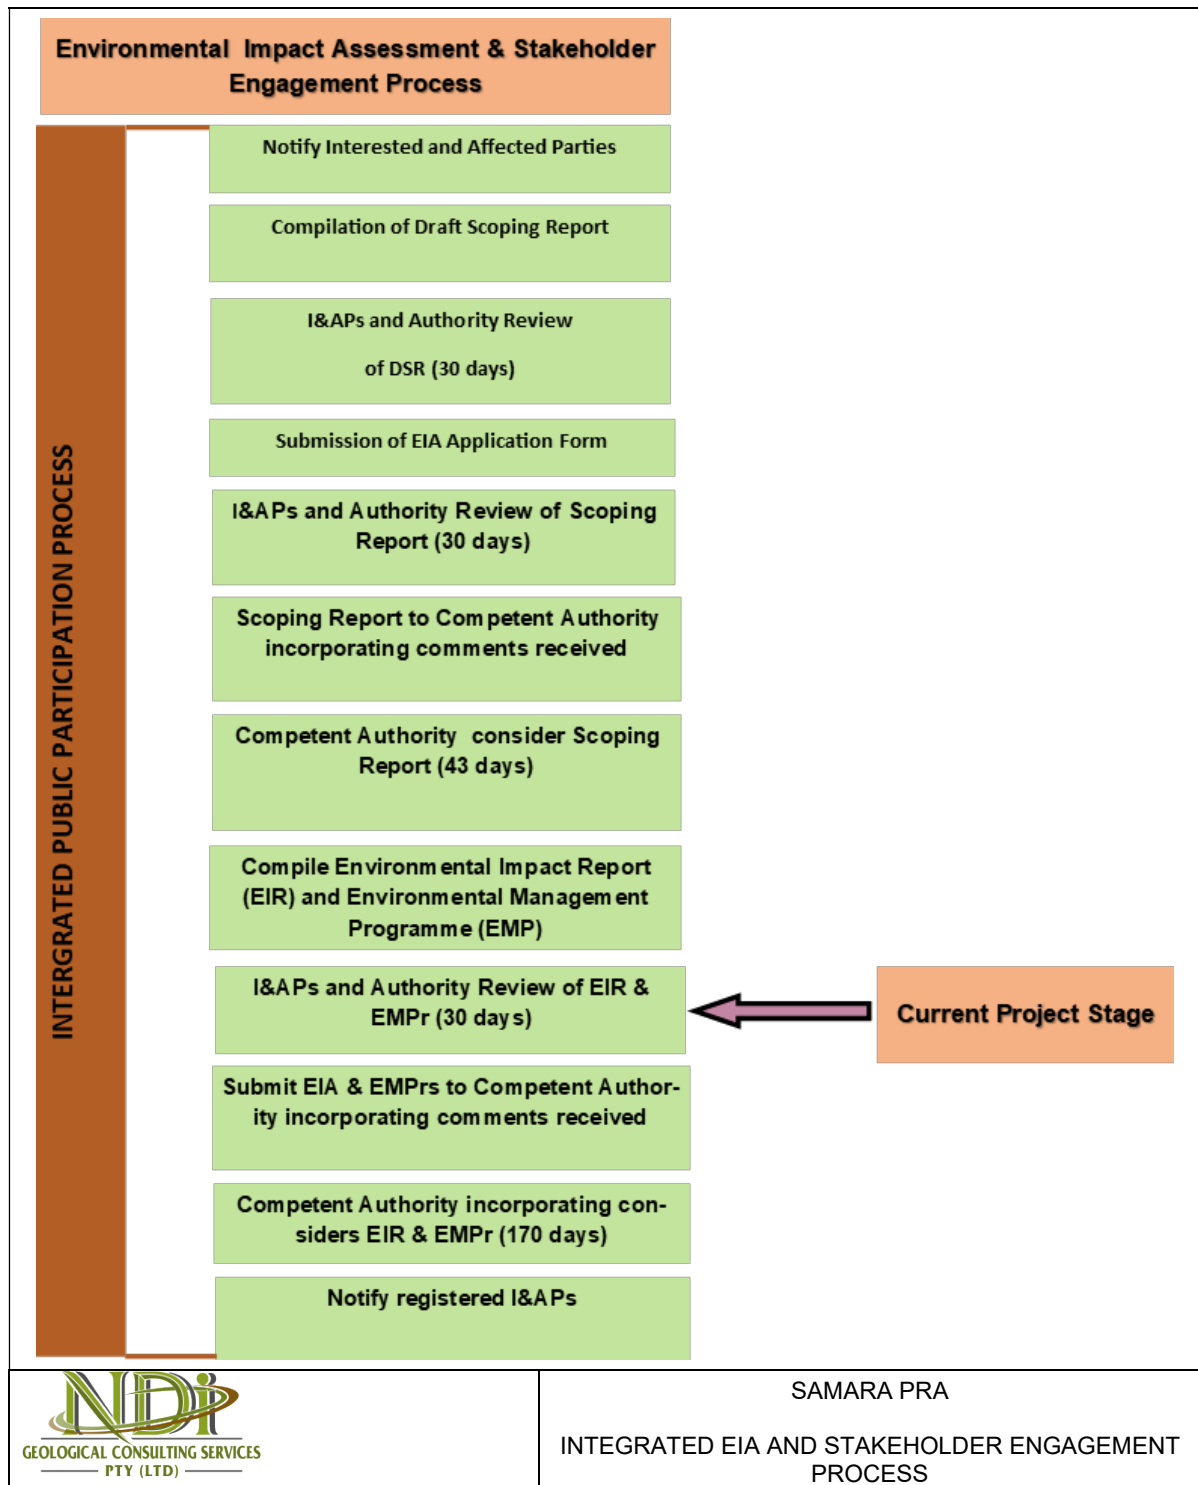 Environmental Impact Assessment & Stakeholder
Engagement Process
INTERGRATED PUBLIC PARTICIPATION PROCESS
Notify Interested and Affected Parties
Compilation of Draft Scoping Report
I&APs and Authority Review
of DSR (30 days)
Submission of EIA Application Form
I&APs and Authority Review of Scoping
Report (30 days)
Scoping Report to Competent Authority
incorporating comments received
Competent Authority consider Scoping
Report (43 days)
Compile Environmental Impact Report
(EIR) and Environmental Management
Programme (EMP)
I&APs and Authority Review of EIR &
EMPr (30 days)
Current Project Stage
Submit EIA & EMPrs to Competent Author-
ity incorporating comments received
Competent Authority incorporating con-
siders EIR & EMPr (170 days)
Notify registered I&APs
NDi
GEOLOGICAL CONSULTING SERVICES
PTY (LTD)
SAMARA PRA
INTEGRATED EIA AND STAKEHOLDER ENGAGEMENT
PROCESS